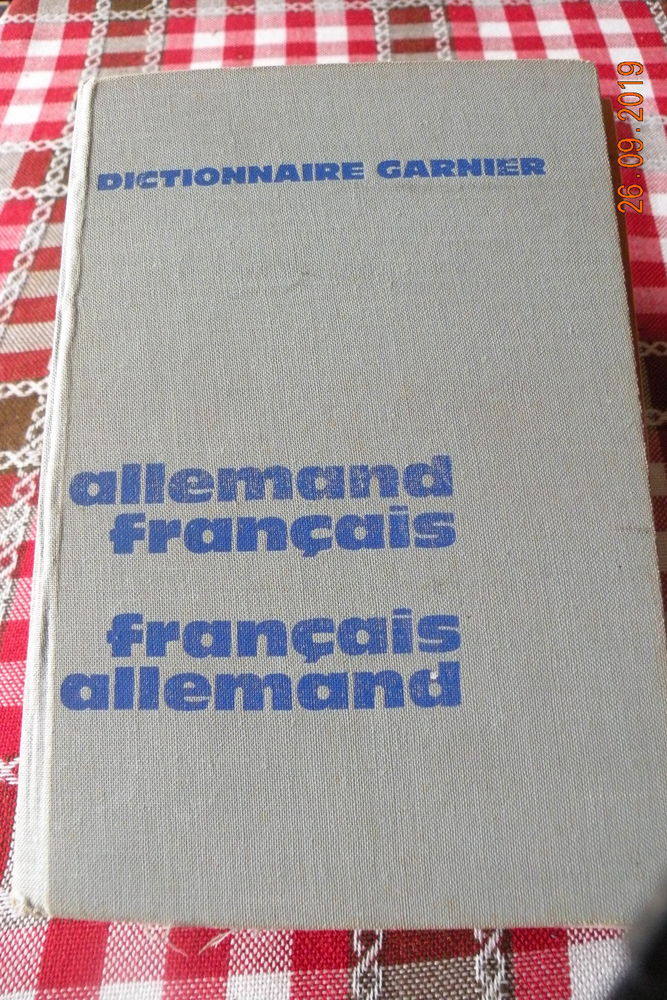 DICTIONNAIRE GARNIER
allemand
français
français
allemand
26.09.2019